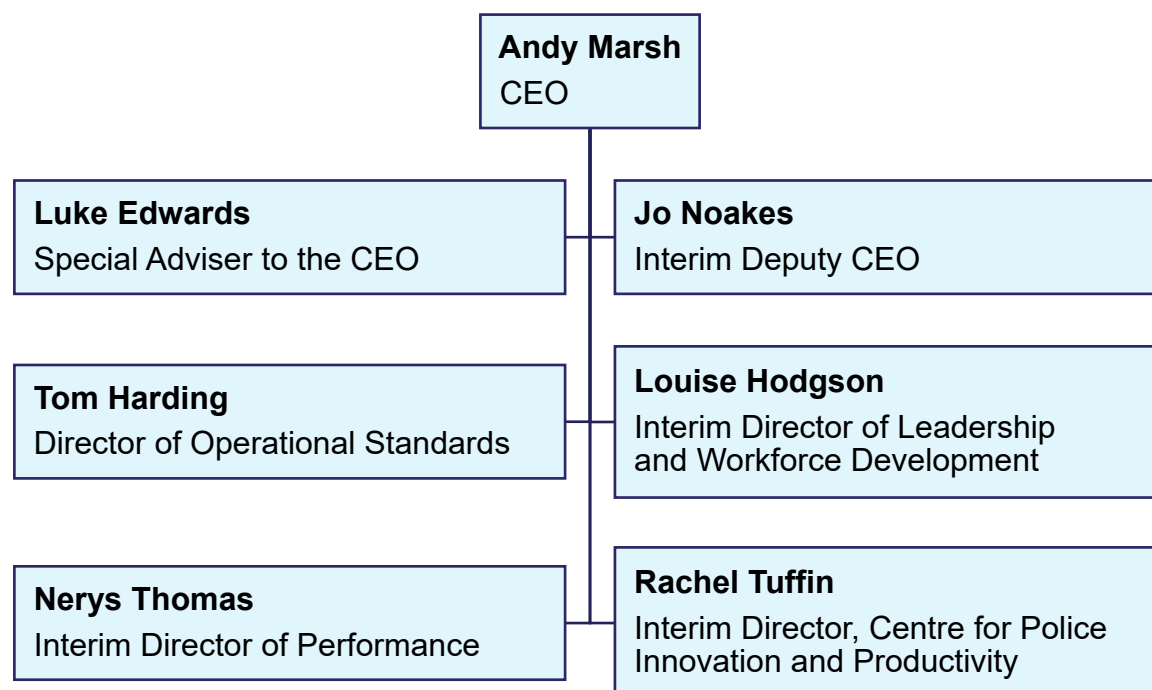 Andy Marsh
CEO
Luke Edwards
Special Adviser to the CEO
Jo Noakes
Interim Deputy CEO
Tom Harding
Director of Operational Standards
Louise Hodgson
Interim Director of Leadership
and Workforce Development
Nerys Thomas
Interim Director of Performance
Rachel Tuffin
Interim Director, Centre for Police
Innovation and Productivity